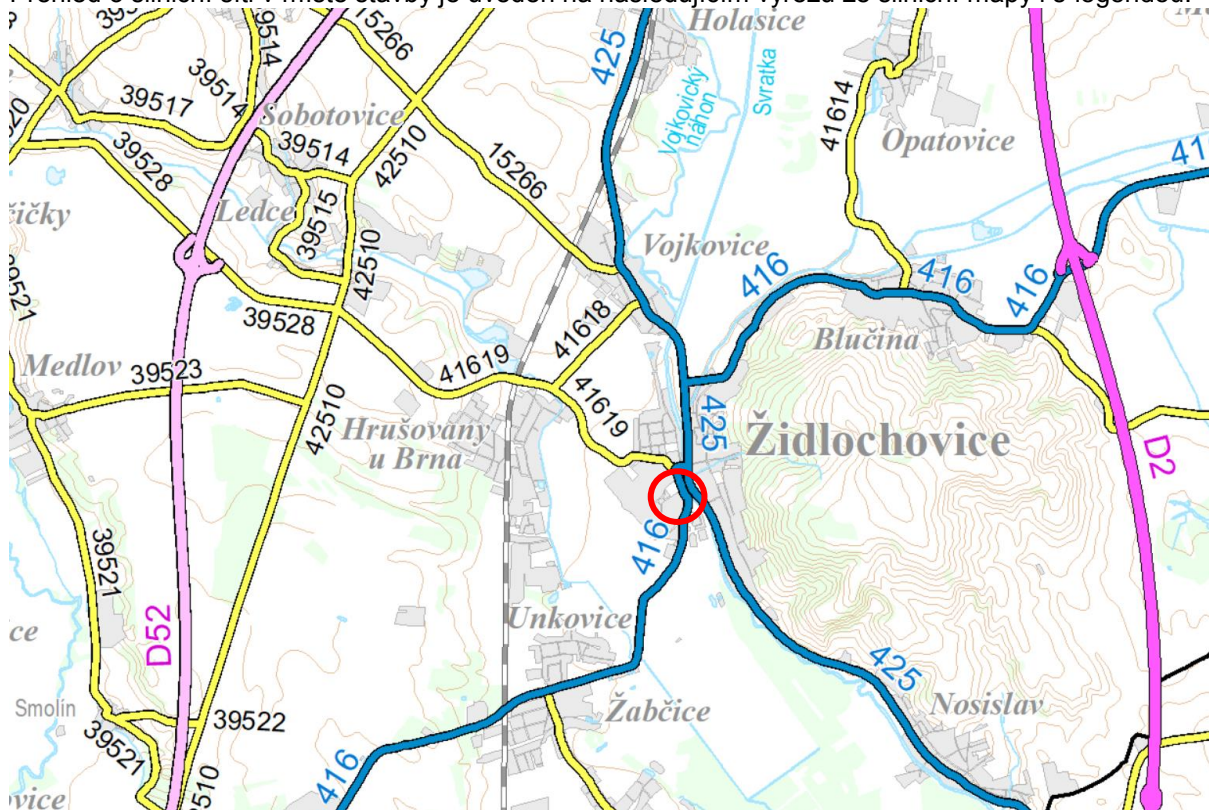 Holasice
425
15266
39514
39517
39514
Sobotovice
39514
42510
Vojkovický
náhon
Svratka
41614
Opatovice
39528
15266
Ledce
39515
42510
Vojkovice
416
416
416
39521
39528
41618
Blučina
Medlov
39523
41619
41619
425
Židlochovice
D2
Hrušovany
u Brna
42510
416
39521
D52
Unkovice
425
Smolín
39522
Žabčice
Nosislav
39521
416